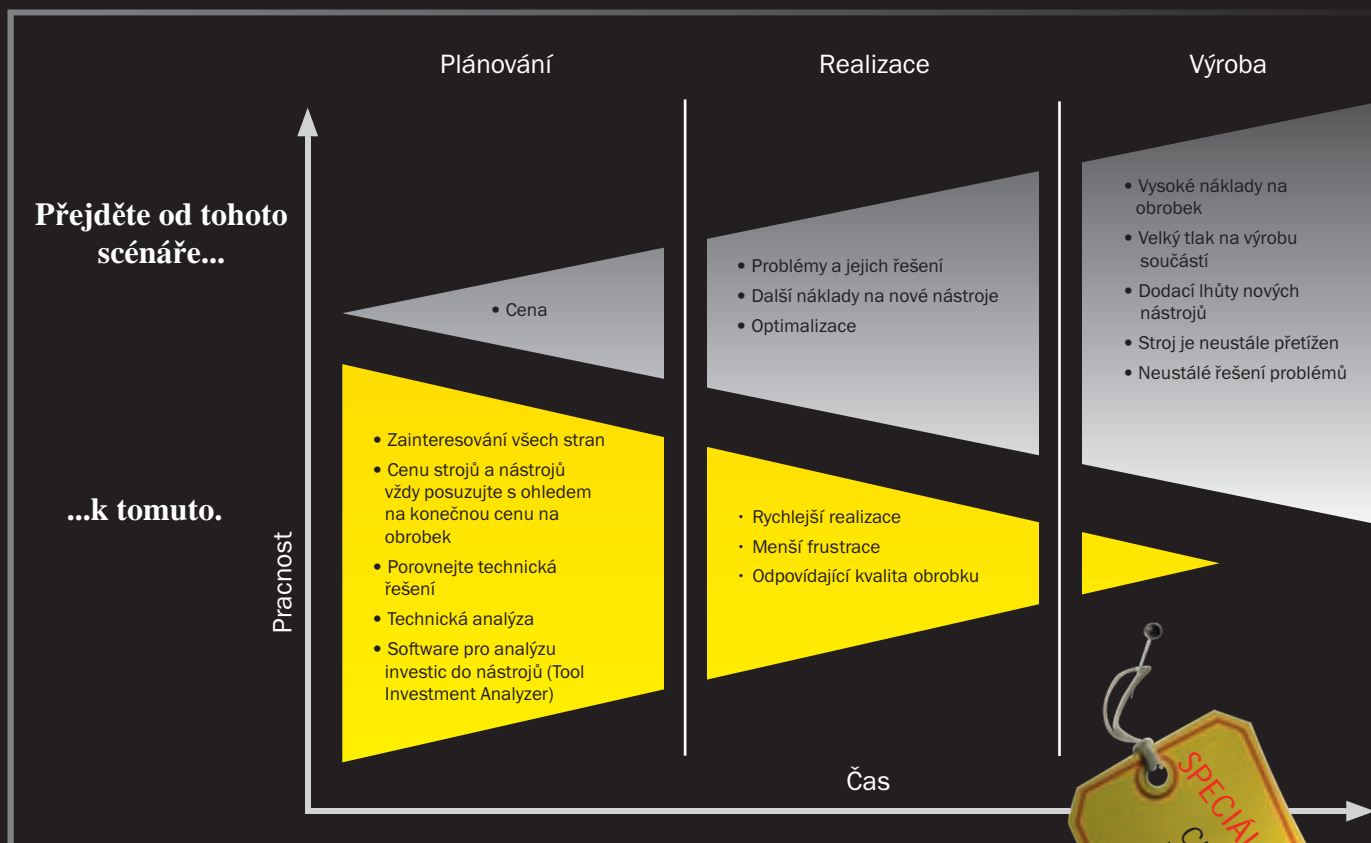 Plánování
Realizace
Výroba
Přejděte od tohoto
scénáře...
• Cena
• Problémy a jejich řešení
• Další náklady na nové nástroje
• Optimalizace
• Vysoké náklady na
obrobek
• Velký tlak na výrobu
součástí
• Dodací lhůty nových
nástrojů
• Stroj je neustále přetížen
• Neustálé řešení problémů
...k tomuto.
• Zainteresování všech stran
• Cenu strojů a nástrojů
vždy posuzujte s ohledem
na konečnou cenu na
obrobek
• Porovnejte technická
řešení
• Technická analýza
• Software pro analýzu
investic do nástrojů (Tool
Investment Analyzer)
• Rychlejší realizace
• Menší frustrace
• Odpovídající kvalita obrobku
Pracnost
Čas